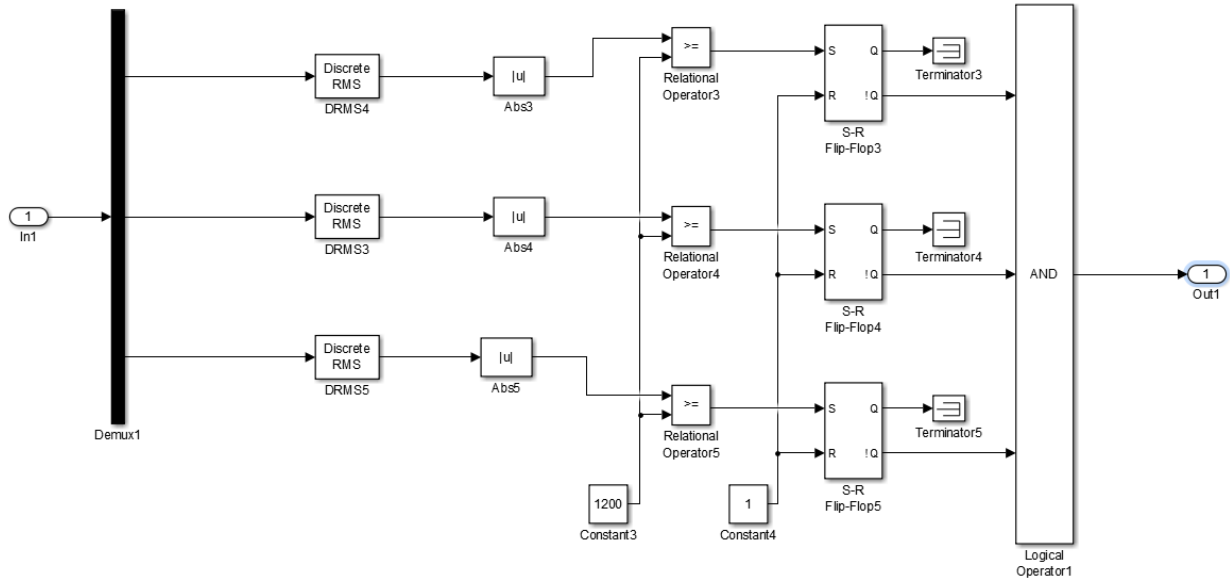 1
In1
Demux1
Discrete
RMS
DRMS4
|u|
Abs3
>=
Relational
Operator3
S
Q
R
!Q
S-R
Flip-Flop3
Terminator3
Discrete
RMS
DRMS3
|u|
Abs4
>=
Relational
Operator4
S
Q
R
!Q
S-R
Flip-Flop4
Terminator4
Discrete
RMS
DRMS5
|u|
Abs5
>=
Relational
Operator5
S
Q
R
!Q
S-R
Flip-Flop5
Terminator5
1200
Constant3
1
Constant4
AND
Logical
Operator1
1
Out1